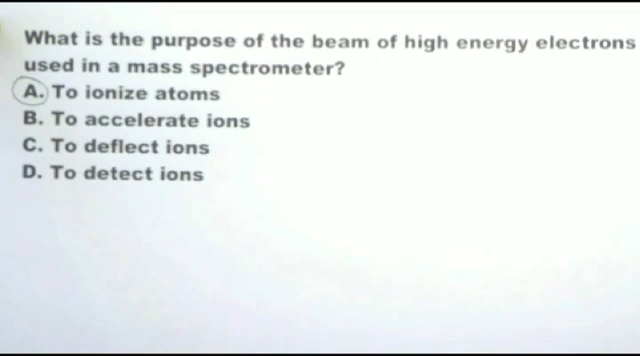 What is the purpose of the beam of high energy electrons
used in a mass spectrometer?
A. To ionize atoms
B. To accelerate ions
C. To deflect ions
D. To detect ions